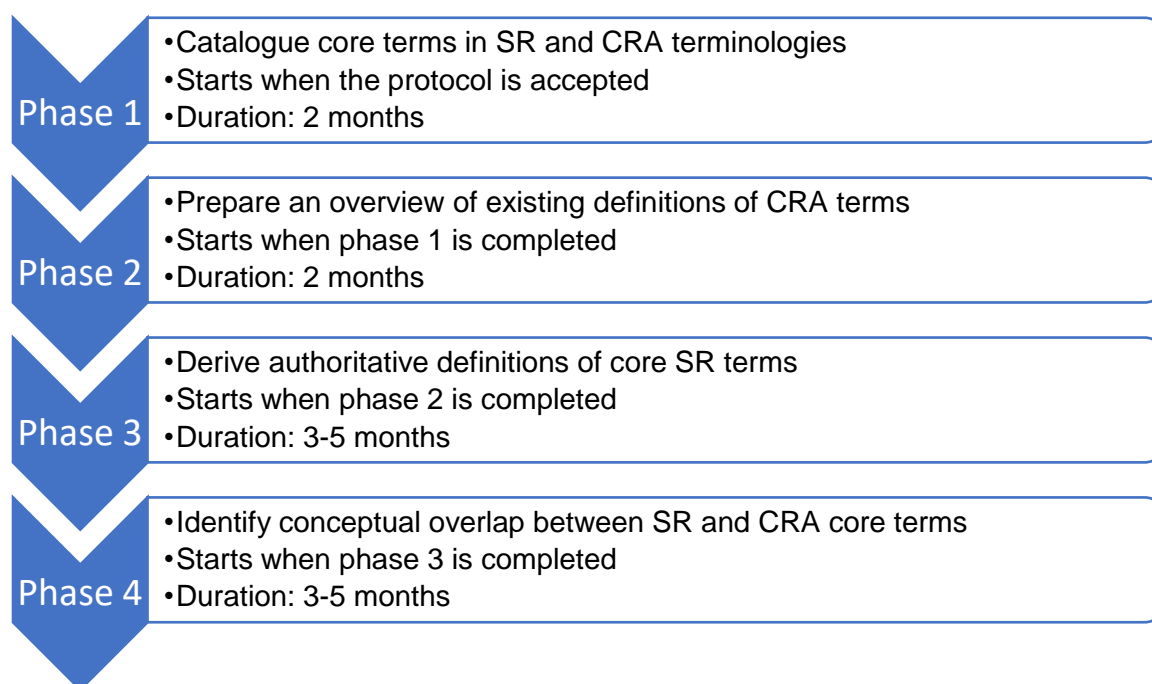 Phase 1
•Catalogue core terms in SR and CRA terminologies
•Starts when the protocol is accepted
•Duration: 2 months
Phase 2
•Prepare an overview of existing definitions of CRA terms
•Starts when phase 1 is completed
•Duration: 2 months
Phase 3
•Derive authoritative definitions of core SR terms
•Starts when phase 2 is completed
•Duration: 3-5 months
Phase 4
•Identify conceptual overlap between SR and CRA core terms
•Starts when phase 3 is completed
•Duration: 3-5 months